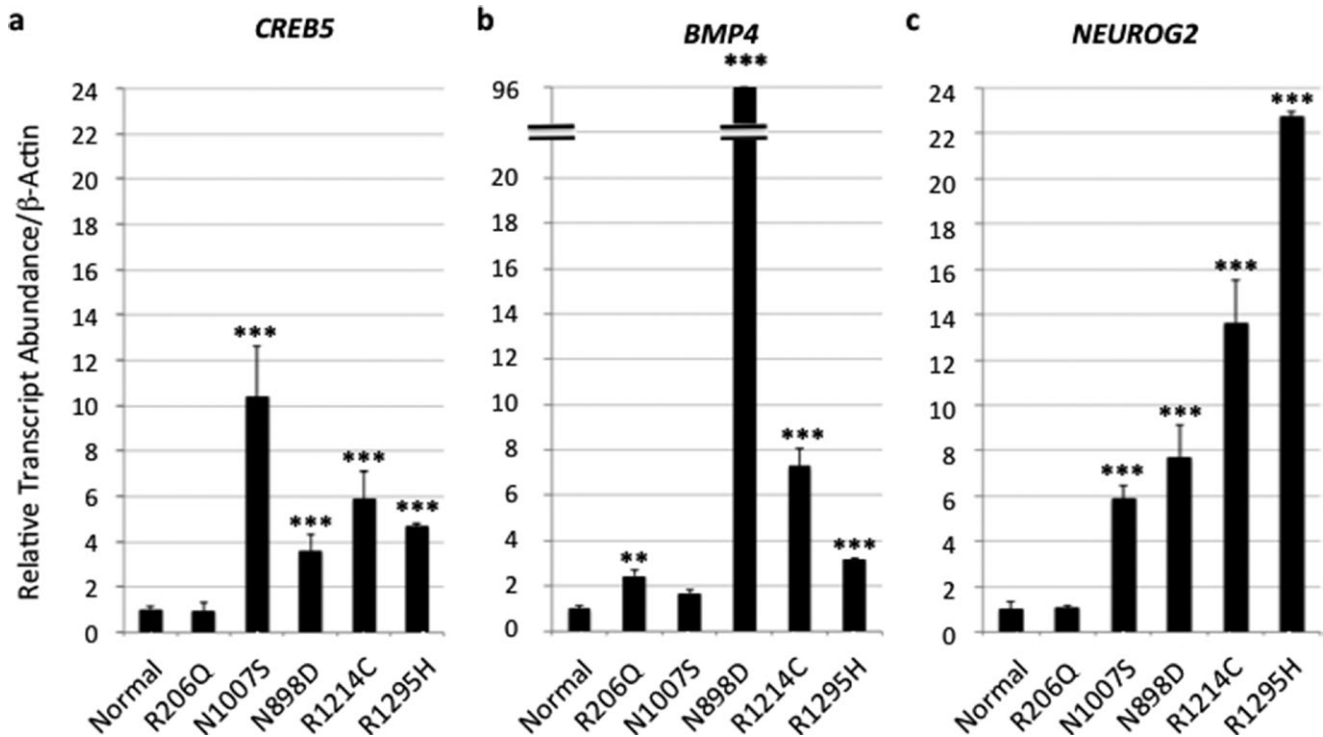 a
CREB5
b
BMP4
c
NEUROG2
Relative Transcript Abundance/β-Actin
24
22
20
18
16
14
12
10
8
6
4
2
0
***
***
***
***
Normal
R206Q
N1007S
N898D
R1214C
R1295H
96
20
18
16
14
12
10
8
6
4
2
0
**
***
***
***
Normal
R206Q
N1007S
N898D
R1214C
R1295H
24
22
20
18
16
14
12
10
8
6
4
2
0
***
***
***
***
Normal
R206Q
N1007S
N898D
R1214C
R1295H